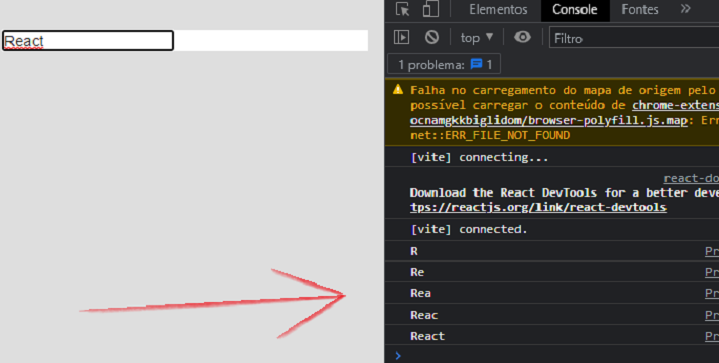 React
Elementos Console Fontes »
top ▼ Filtro
1 problema: 1
Falha no carregamento do mapa de origem pelo
possível carregar o conteúdo de chrome-extens
ocnamgkkbiglidom/browser-polyfill.js.map: Err
net::ERR_FILE_NOT_FOUND
[vite] connecting...
react-do
Download the React DevTools for a better deve
tps://reactjs.org/link/react-devtools
[vite] connected.
R Pr
Re Pr
Rea Pr
Reac Pr
React Pr
>